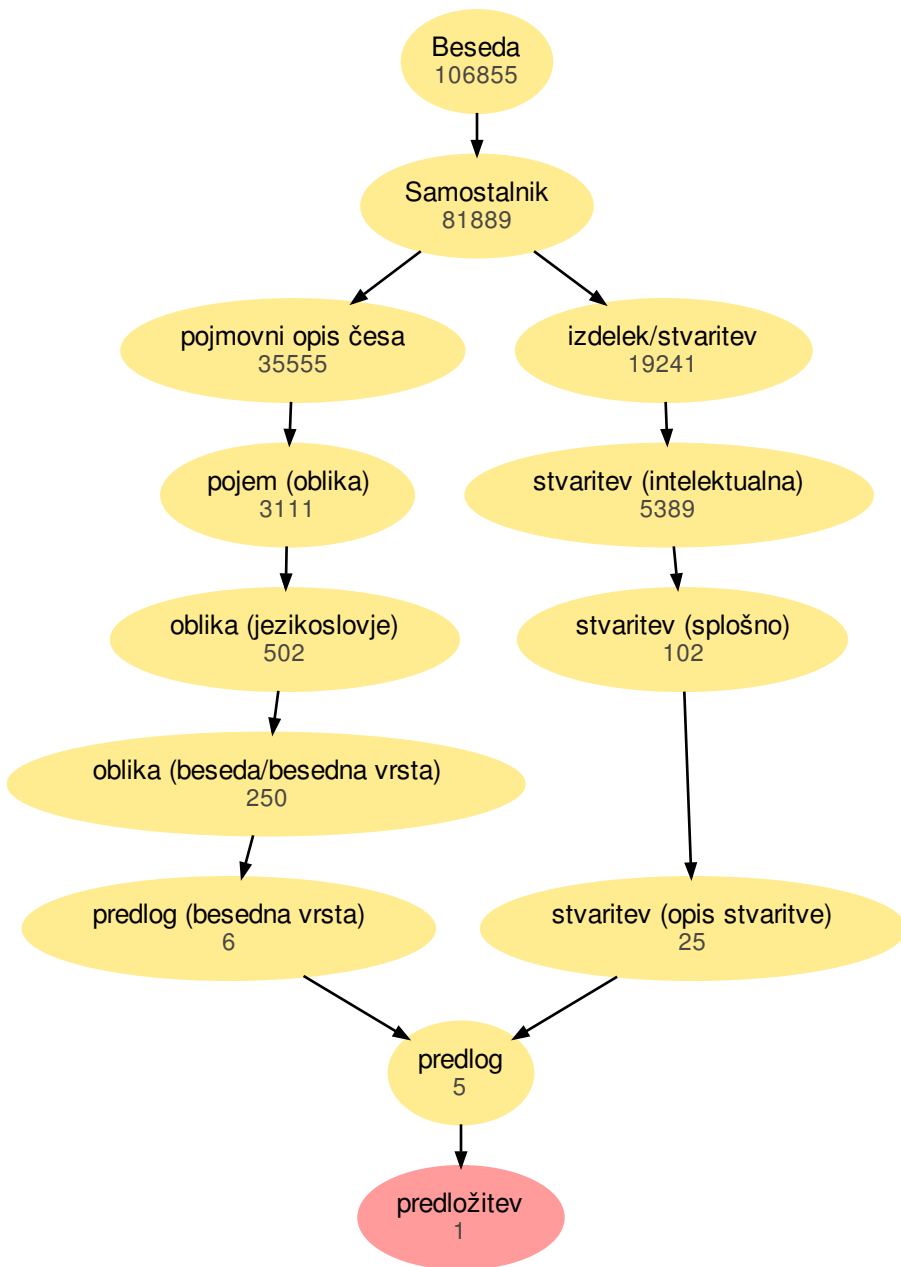 Beseda
106855
Samostalnik
81889
pojmovni opis česa
35555
izdelek/stvaritev
19241
pojem (oblika)
3111
stvaritev (intelektualna)
5389
oblika (jezikoslovje)
502
stvaritev (splošno)
102
oblika (beseda/besedna vrsta)
250
predlog (besedna vrsta)
6
stvaritev (opis stvaritve)
25
predlog
5
predložitev
1